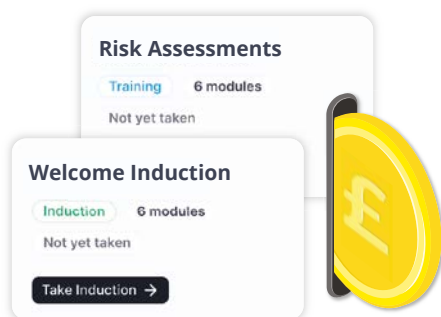 Risk Assessments
Training 6 modules
Not yet taken
Welcome Induction
Induction 6 modules
Not yet taken
Take Induction →
£